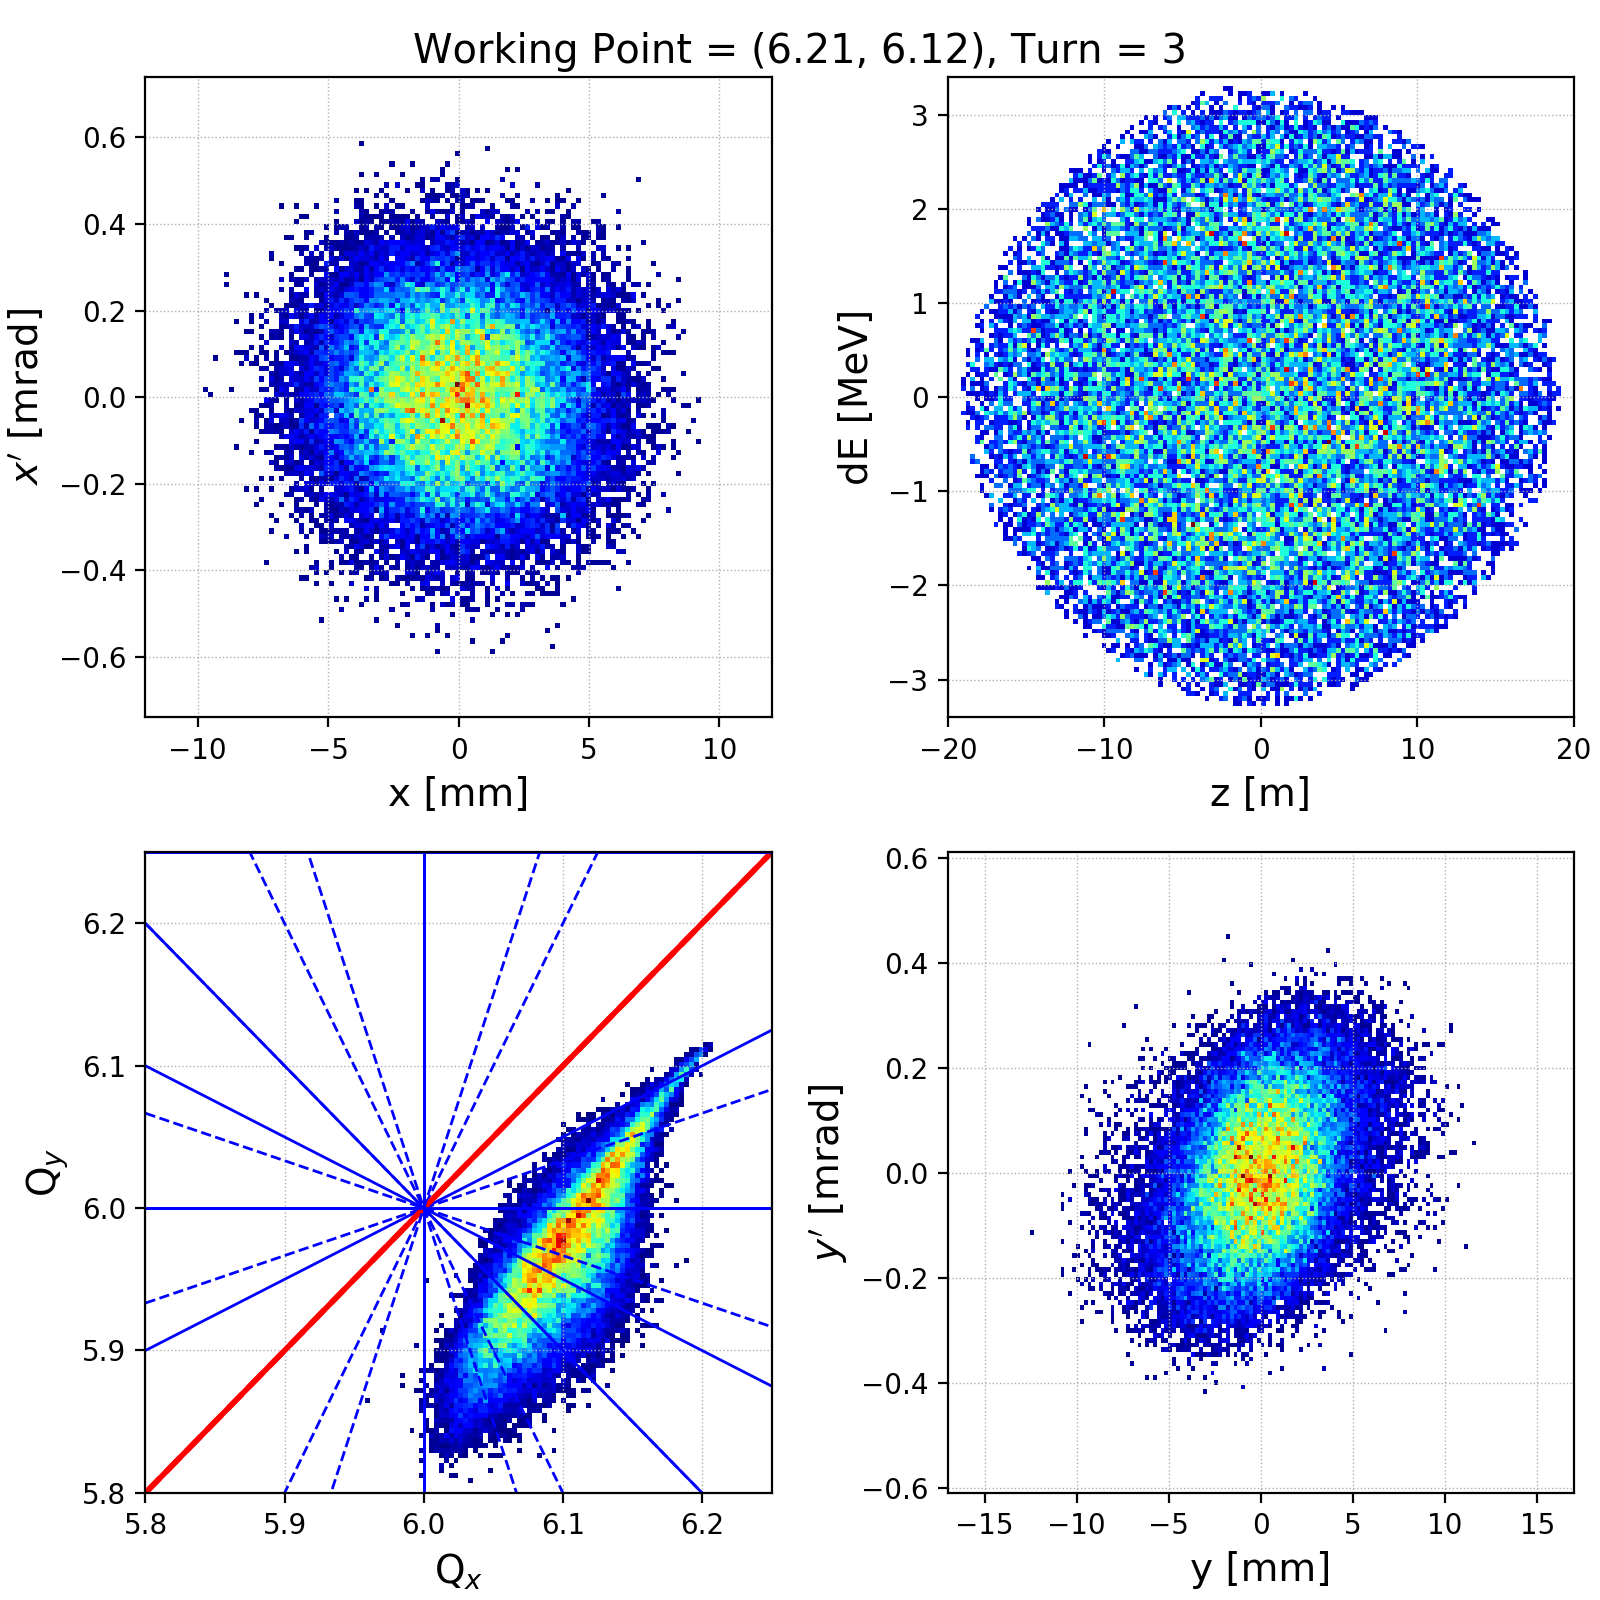 Working Point = (6.21, 6.12), Turn = 3
0.6
0.4
0.2
0.0
−0.2
−0.4
−0.6
x′ [mrad]
−10 −5 0 5 10
x [mm]
3
2
1
0
−1
−2
−3
dE [MeV]
−20 −10 0 10 20
z [m]
6.2
6.1
6.0
5.9
5.8
Qy
5.8 5.9 6.0 6.1 6.2
Qx
0.6
0.4
0.2
0.0
−0.2
−0.4
−0.6
y′ [mrad]
−15 −10 −5 0 5 10 15
y [mm]